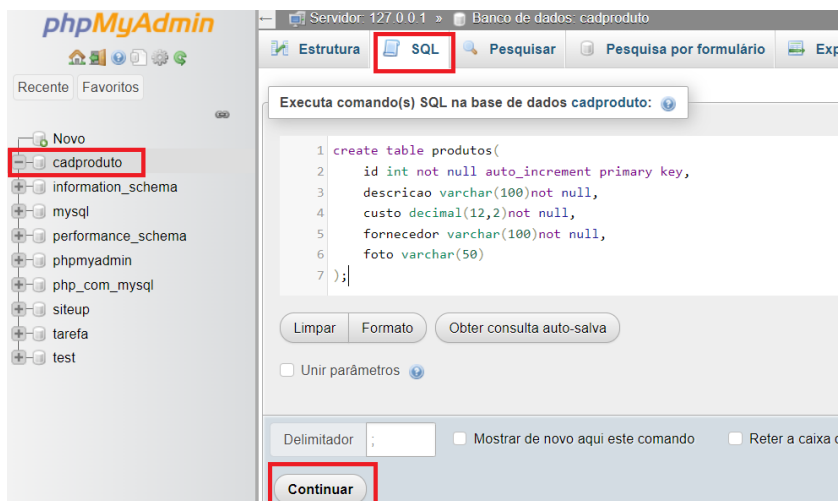 phpMyAdmin
Recente Favoritos
Novo
cadproduto
information_schema
mysql
performance_schema
phpmyadmin
php_com_mysql
siteup
tarefa
test
Servidor: 127.0.0.1 » Banco de dados: cadproduto
Estrutura SQL Pesquisar Pesquisa por formulário Exp
Executa comando(s) SQL na base de dados cadproduto:
1 create table produtos(
2 id int not null auto_increment primary key,
3 descricao varchar(100)not null,
4 custo decimal(12,2)not null,
5 fornecedor varchar(100)not null,
6 foto varchar(50)
7 );
Limpar Formato Obter consulta auto-salva
Unir parâmetros
Delimitador ; Mostrar de novo aqui este comando Reter a caixa
Continuar